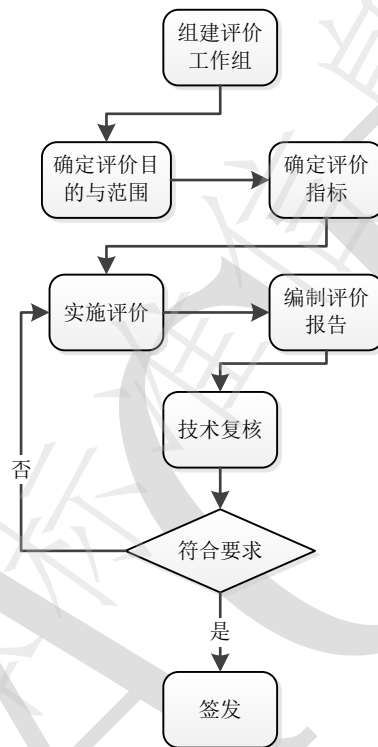 组建评价
工作组
确定评价目
的与范围
确定评价
指标
实施评价
编制评价
报告
技术复核
否
符合要求
是
签发